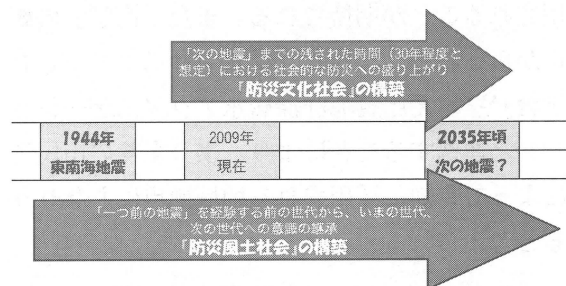 「次の地震」までの残された時間（30年程度と
想定）における社会的な防災への盛り上がり
「防災文化社会」の構築
1944年 2009年 2035年頃
東南海地震 現在 次の地震？
「一つ前の地震」を経験する前の世代から、いまの世代、
次の世代への意識の継承
「防災風土社会」の構築